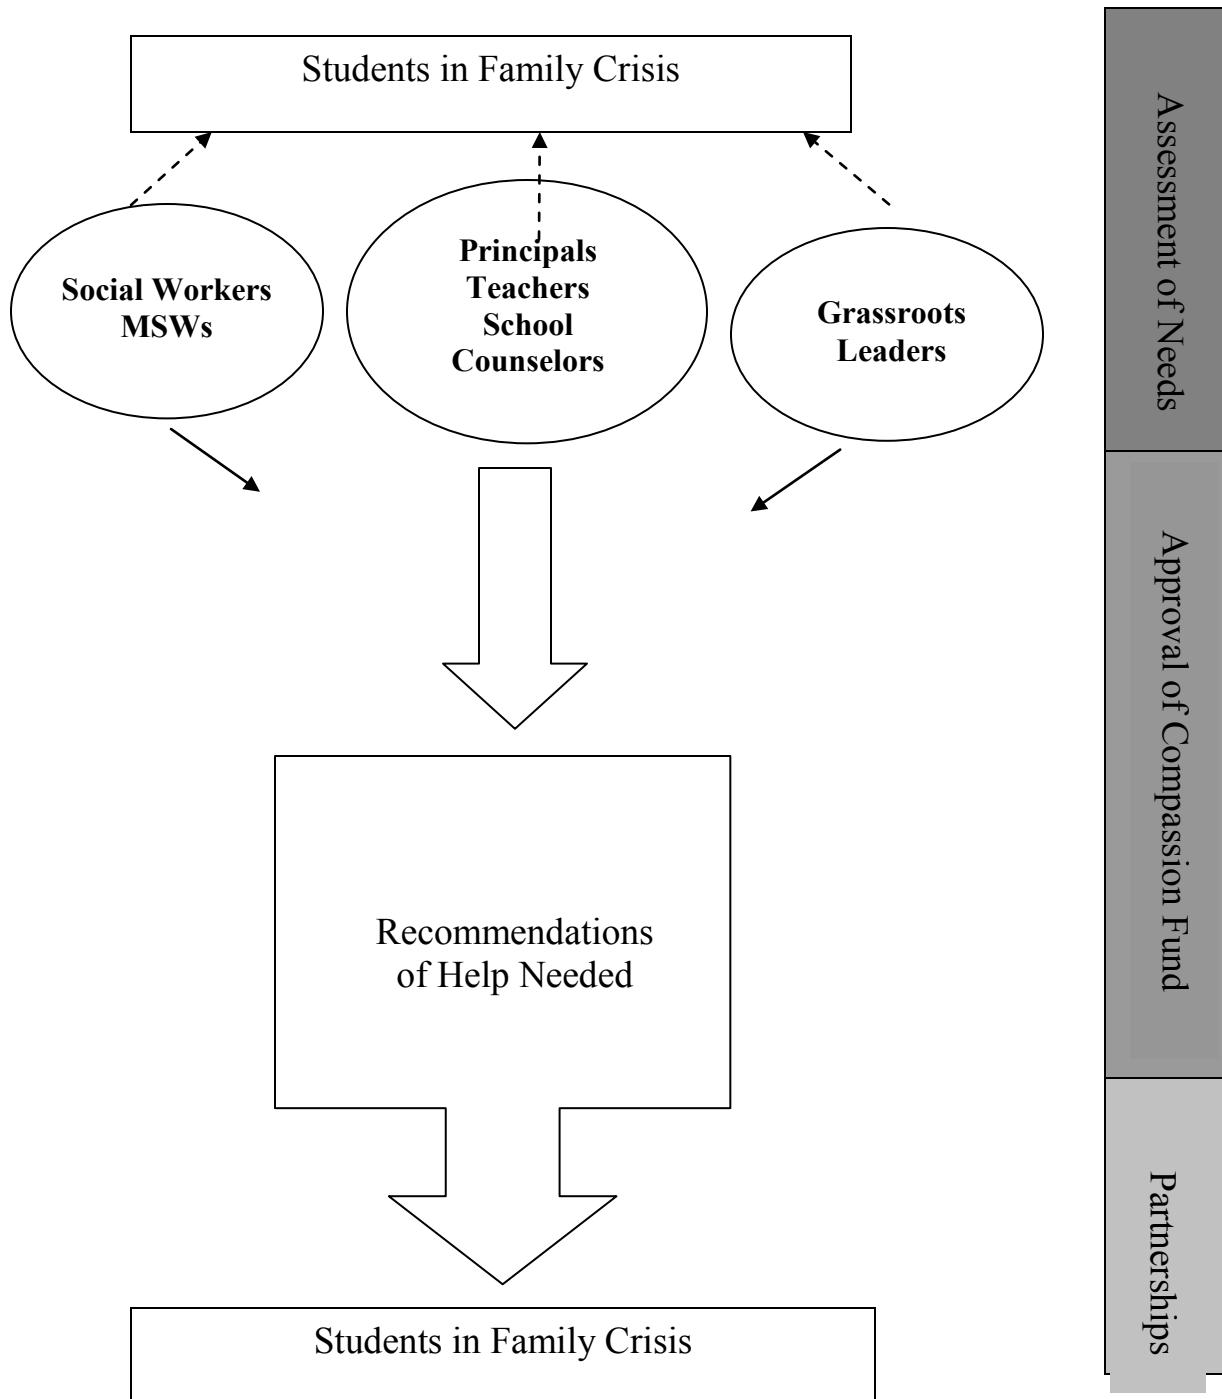 Students in Family Crisis
Social Workers
MSWs
Principals
Teachers
School
Counselors
Grassroots
Leaders
Recommendations
of Help Needed
Students in Family Crisis
Assessment of Needs
Approval of Compassion Fund
Partnerships